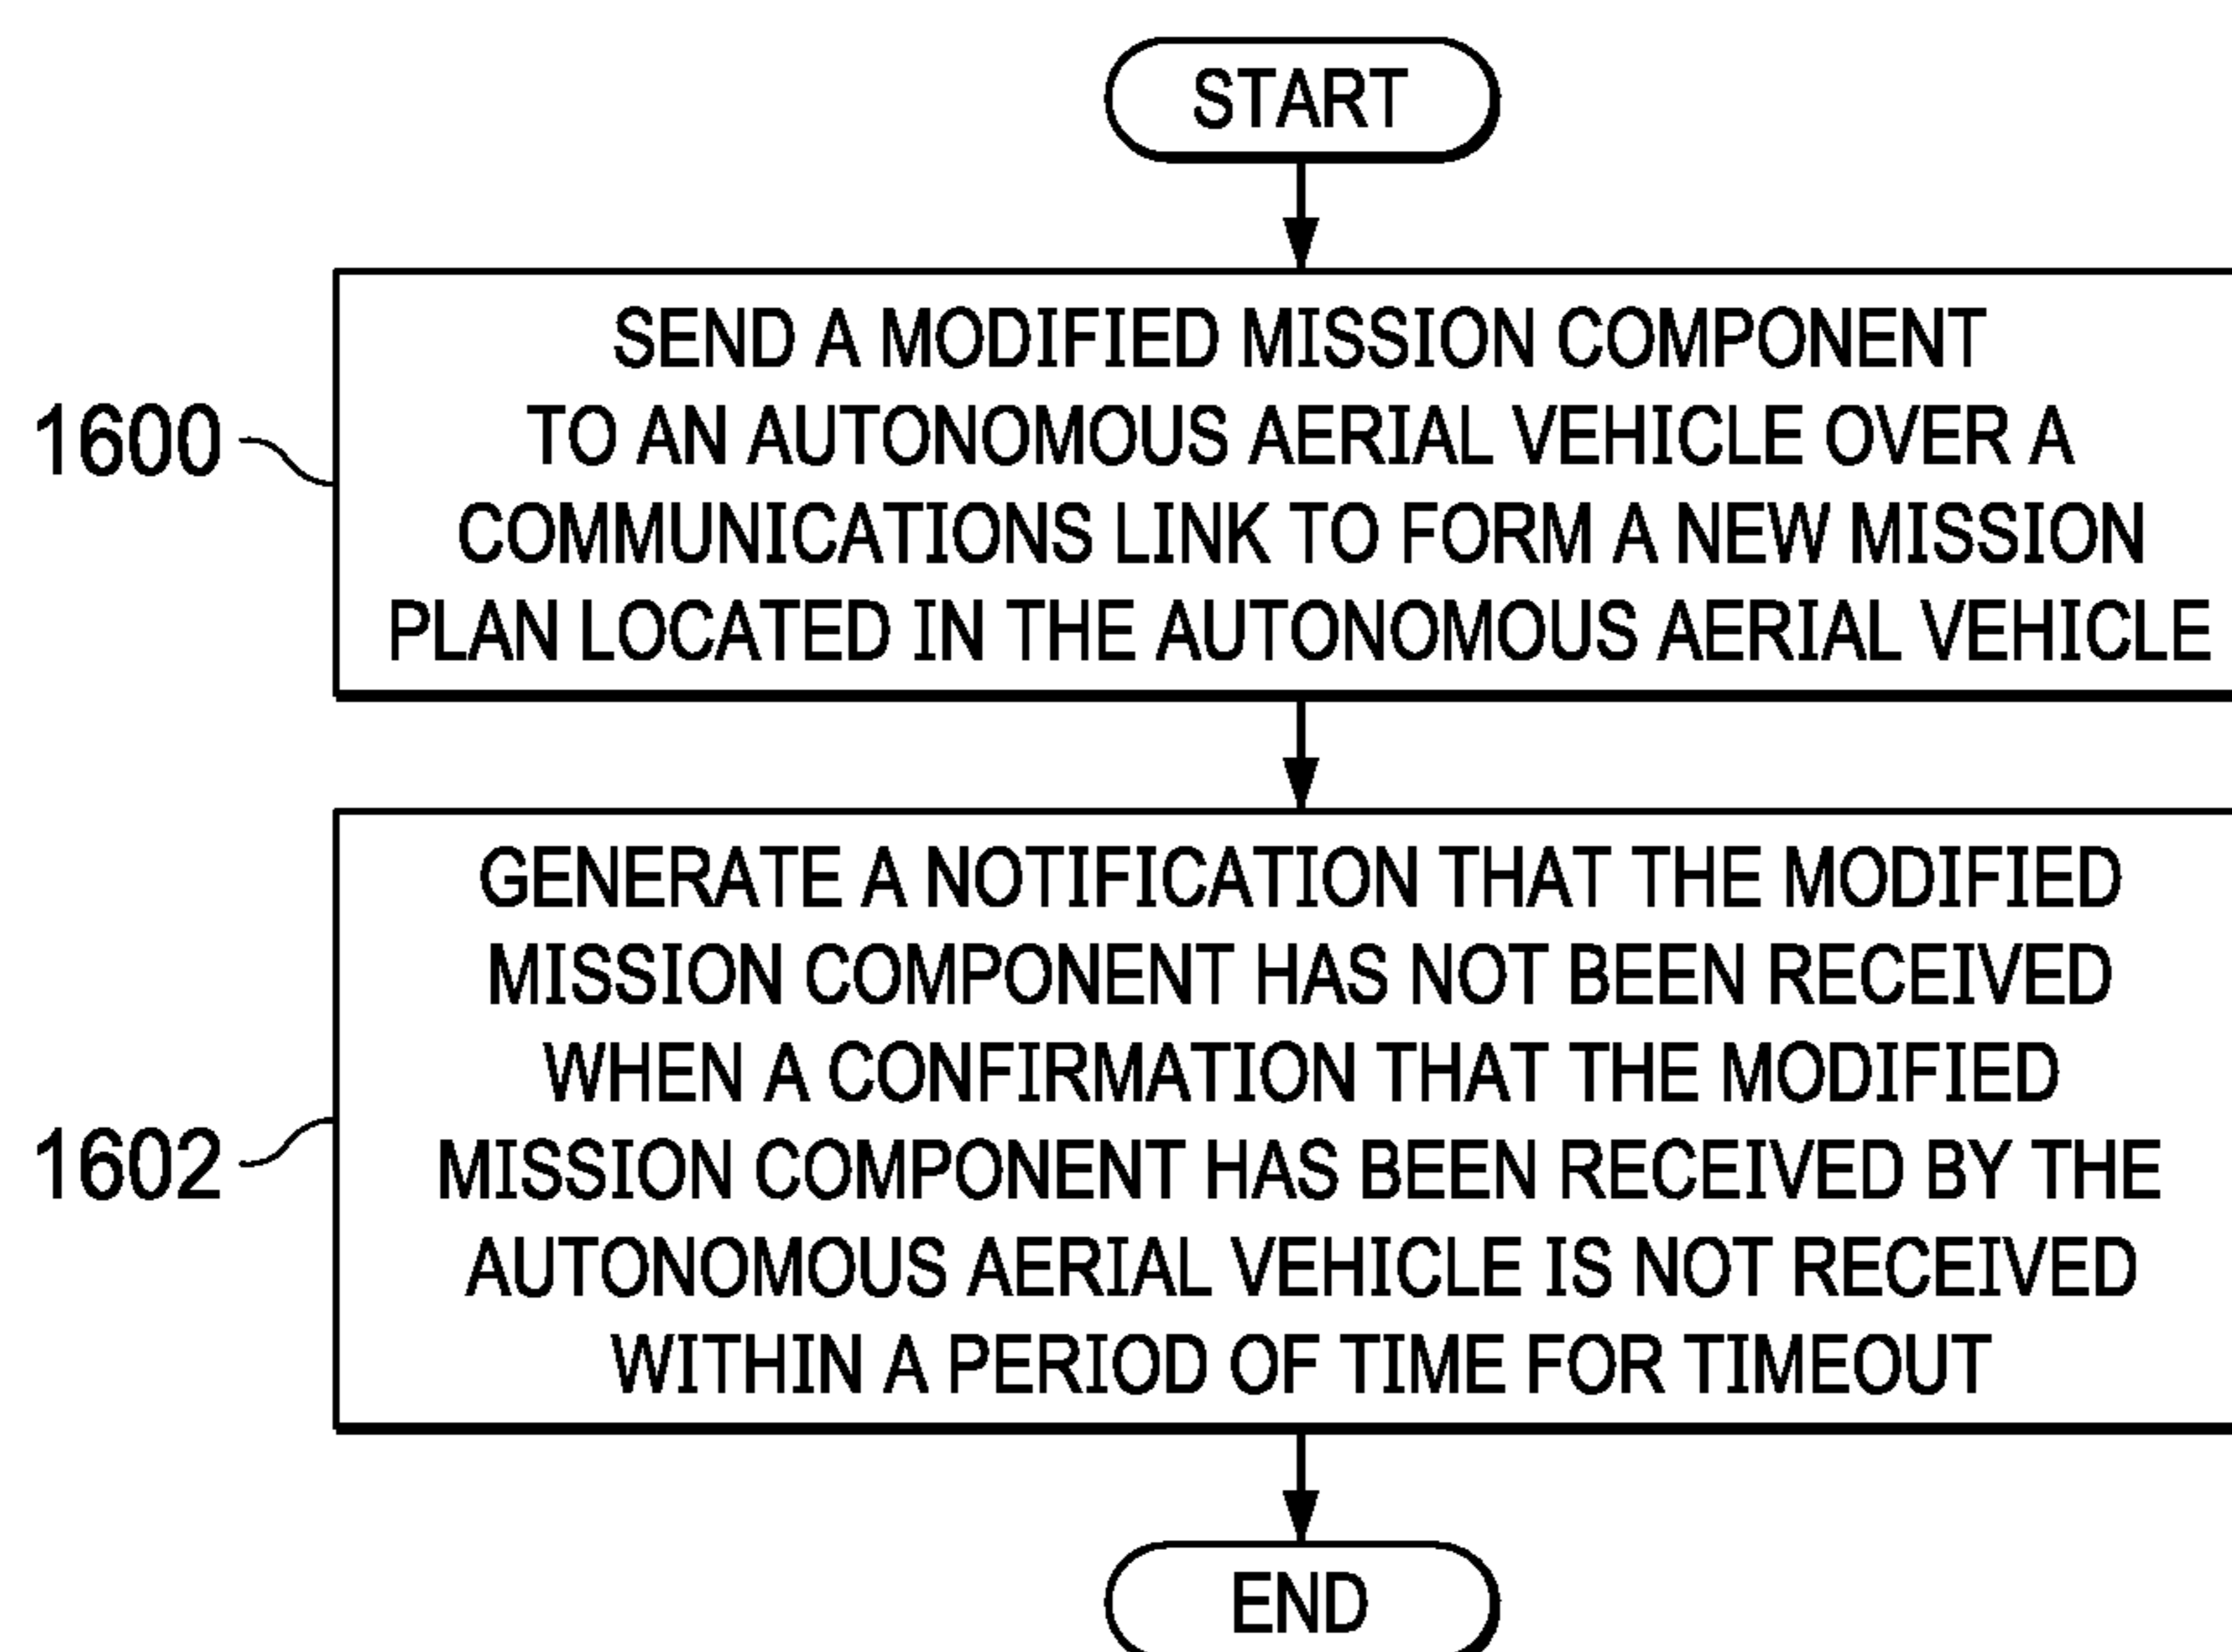 START
SEND A MODIFIED MISSION COMPONENT
TO AN AUTONOMOUS AERIAL VEHICLE OVER A
COMMUNICATIONS LINK TO FORM A NEW MISSION
PLAN LOCATED IN THE AUTONOMOUS AERIAL VEHICLE
1600
GENERATE A NOTIFICATION THAT THE MODIFIED
MISSION COMPONENT HAS NOT BEEN RECEIVED
WHEN A CONFIRMATION THAT THE MODIFIED
MISSION COMPONENT HAS BEEN RECEIVED BY THE
AUTONOMOUS AERIAL VEHICLE IS NOT RECEIVED
WITHIN A PERIOD OF TIME FOR TIMEOUT
1602
END